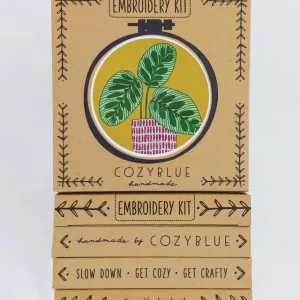 EMBROIDERY KIT
COZYBLUE
handmade
EMBROIDERY KIT
handmade by COZYBLUE
SLOW DOWN · GET COZY · GET CRAFTY